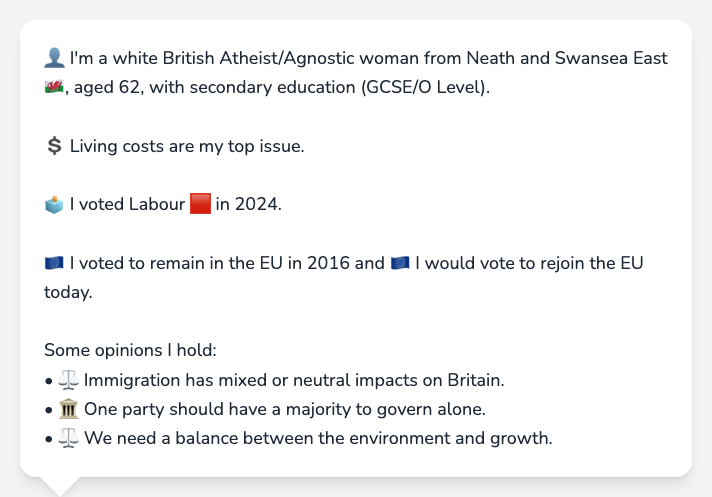 👤 I'm a white British Atheist/Agnostic woman from Neath and Swansea East
🏴󠁧󠁢󠁷󠁬󠁳󠁿, aged 62, with secondary education (GCSE/O Level).
💲 Living costs are my top issue.
🗳️ I voted Labour 🟥 in 2024.
🇪🇺 I voted to remain in the EU in 2016 and 🇪🇺 I would vote to rejoin the EU
today.
Some opinions I hold:
• ⚖️ Immigration has mixed or neutral impacts on Britain.
• 🏛️ One party should have a majority to govern alone.
• ⚖️ We need a balance between the environment and growth.